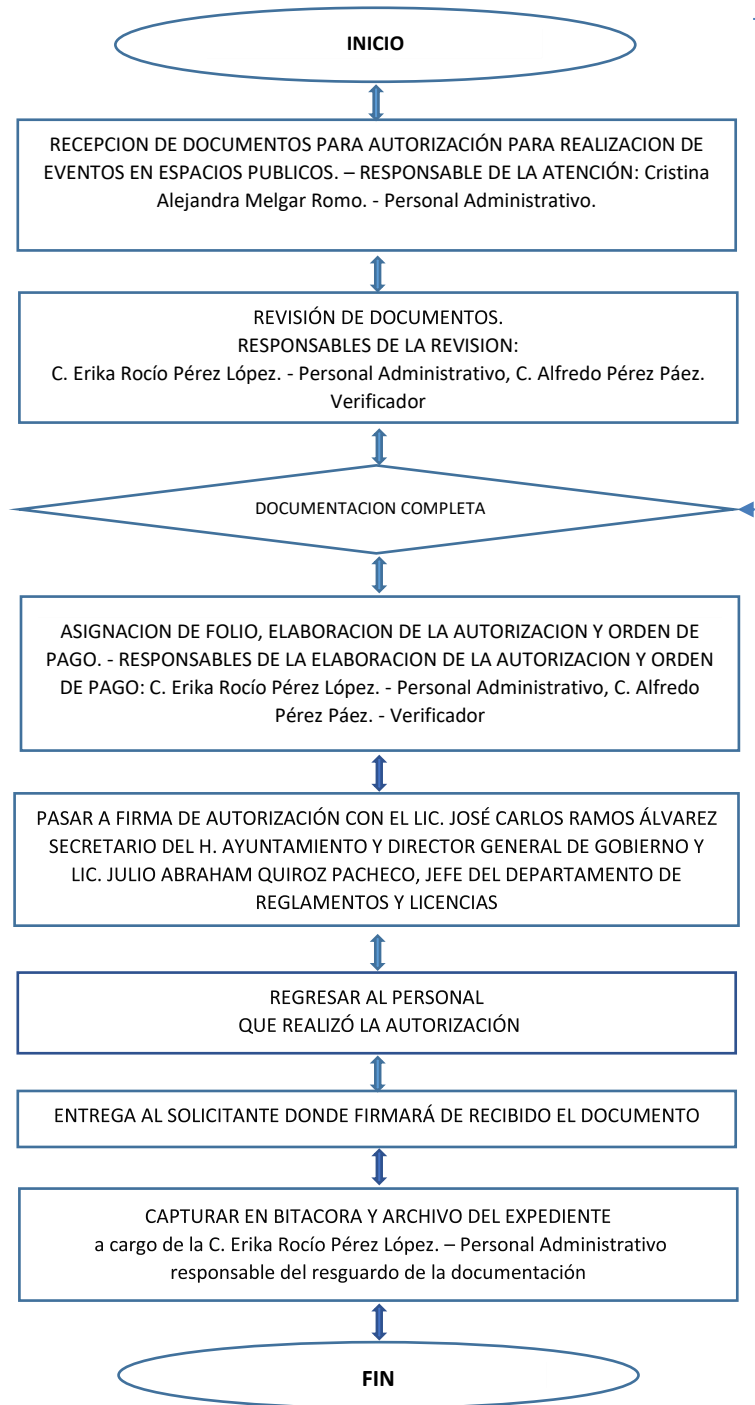 INICIO
RECEPCION DE DOCUMENTOS PARA AUTORIZACIÓN PARA REALIZACION DE
EVENTOS EN ESPACIOS PUBLICOS. – RESPONSABLE DE LA ATENCIÓN: Cristina
Alejandra Melgar Romo. - Personal Administrativo.
REVISIÓN DE DOCUMENTOS.
RESPONSABLES DE LA REVISION:
C. Erika Rocío Pérez López. - Personal Administrativo, C. Alfredo Pérez Páez.
Verificador
DOCUMENTACION COMPLETA
ASIGNACION DE FOLIO, ELABORACION DE LA AUTORIZACION Y ORDEN DE
PAGO. - RESPONSABLES DE LA ELABORACION DE LA AUTORIZACION Y ORDEN
DE PAGO: C. Erika Rocío Pérez López. - Personal Administrativo, C. Alfredo
Pérez Páez. - Verificador
PASAR A FIRMA DE AUTORIZACIÓN CON EL LIC. JOSÉ CARLOS RAMOS ÁLVAREZ
SECRETARIO DEL H. AYUNTAMIENTO Y DIRECTOR GENERAL DE GOBIERNO Y
LIC. JULIO ABRAHAM QUIROZ PACHECO, JEFE DEL DEPARTAMENTO DE
REGLAMENTOS Y LICENCIAS
REGRESAR AL PERSONAL
QUE REALIZÓ LA AUTORIZACIÓN
ENTREGA AL SOLICITANTE DONDE FIRMARÁ DE RECIBIDO EL DOCUMENTO
CAPTURAR EN BITACORA Y ARCHIVO DEL EXPEDIENTE
a cargo de la C. Erika Rocío Pérez López. – Personal Administrativo
responsable del resguardo de la documentación
FIN